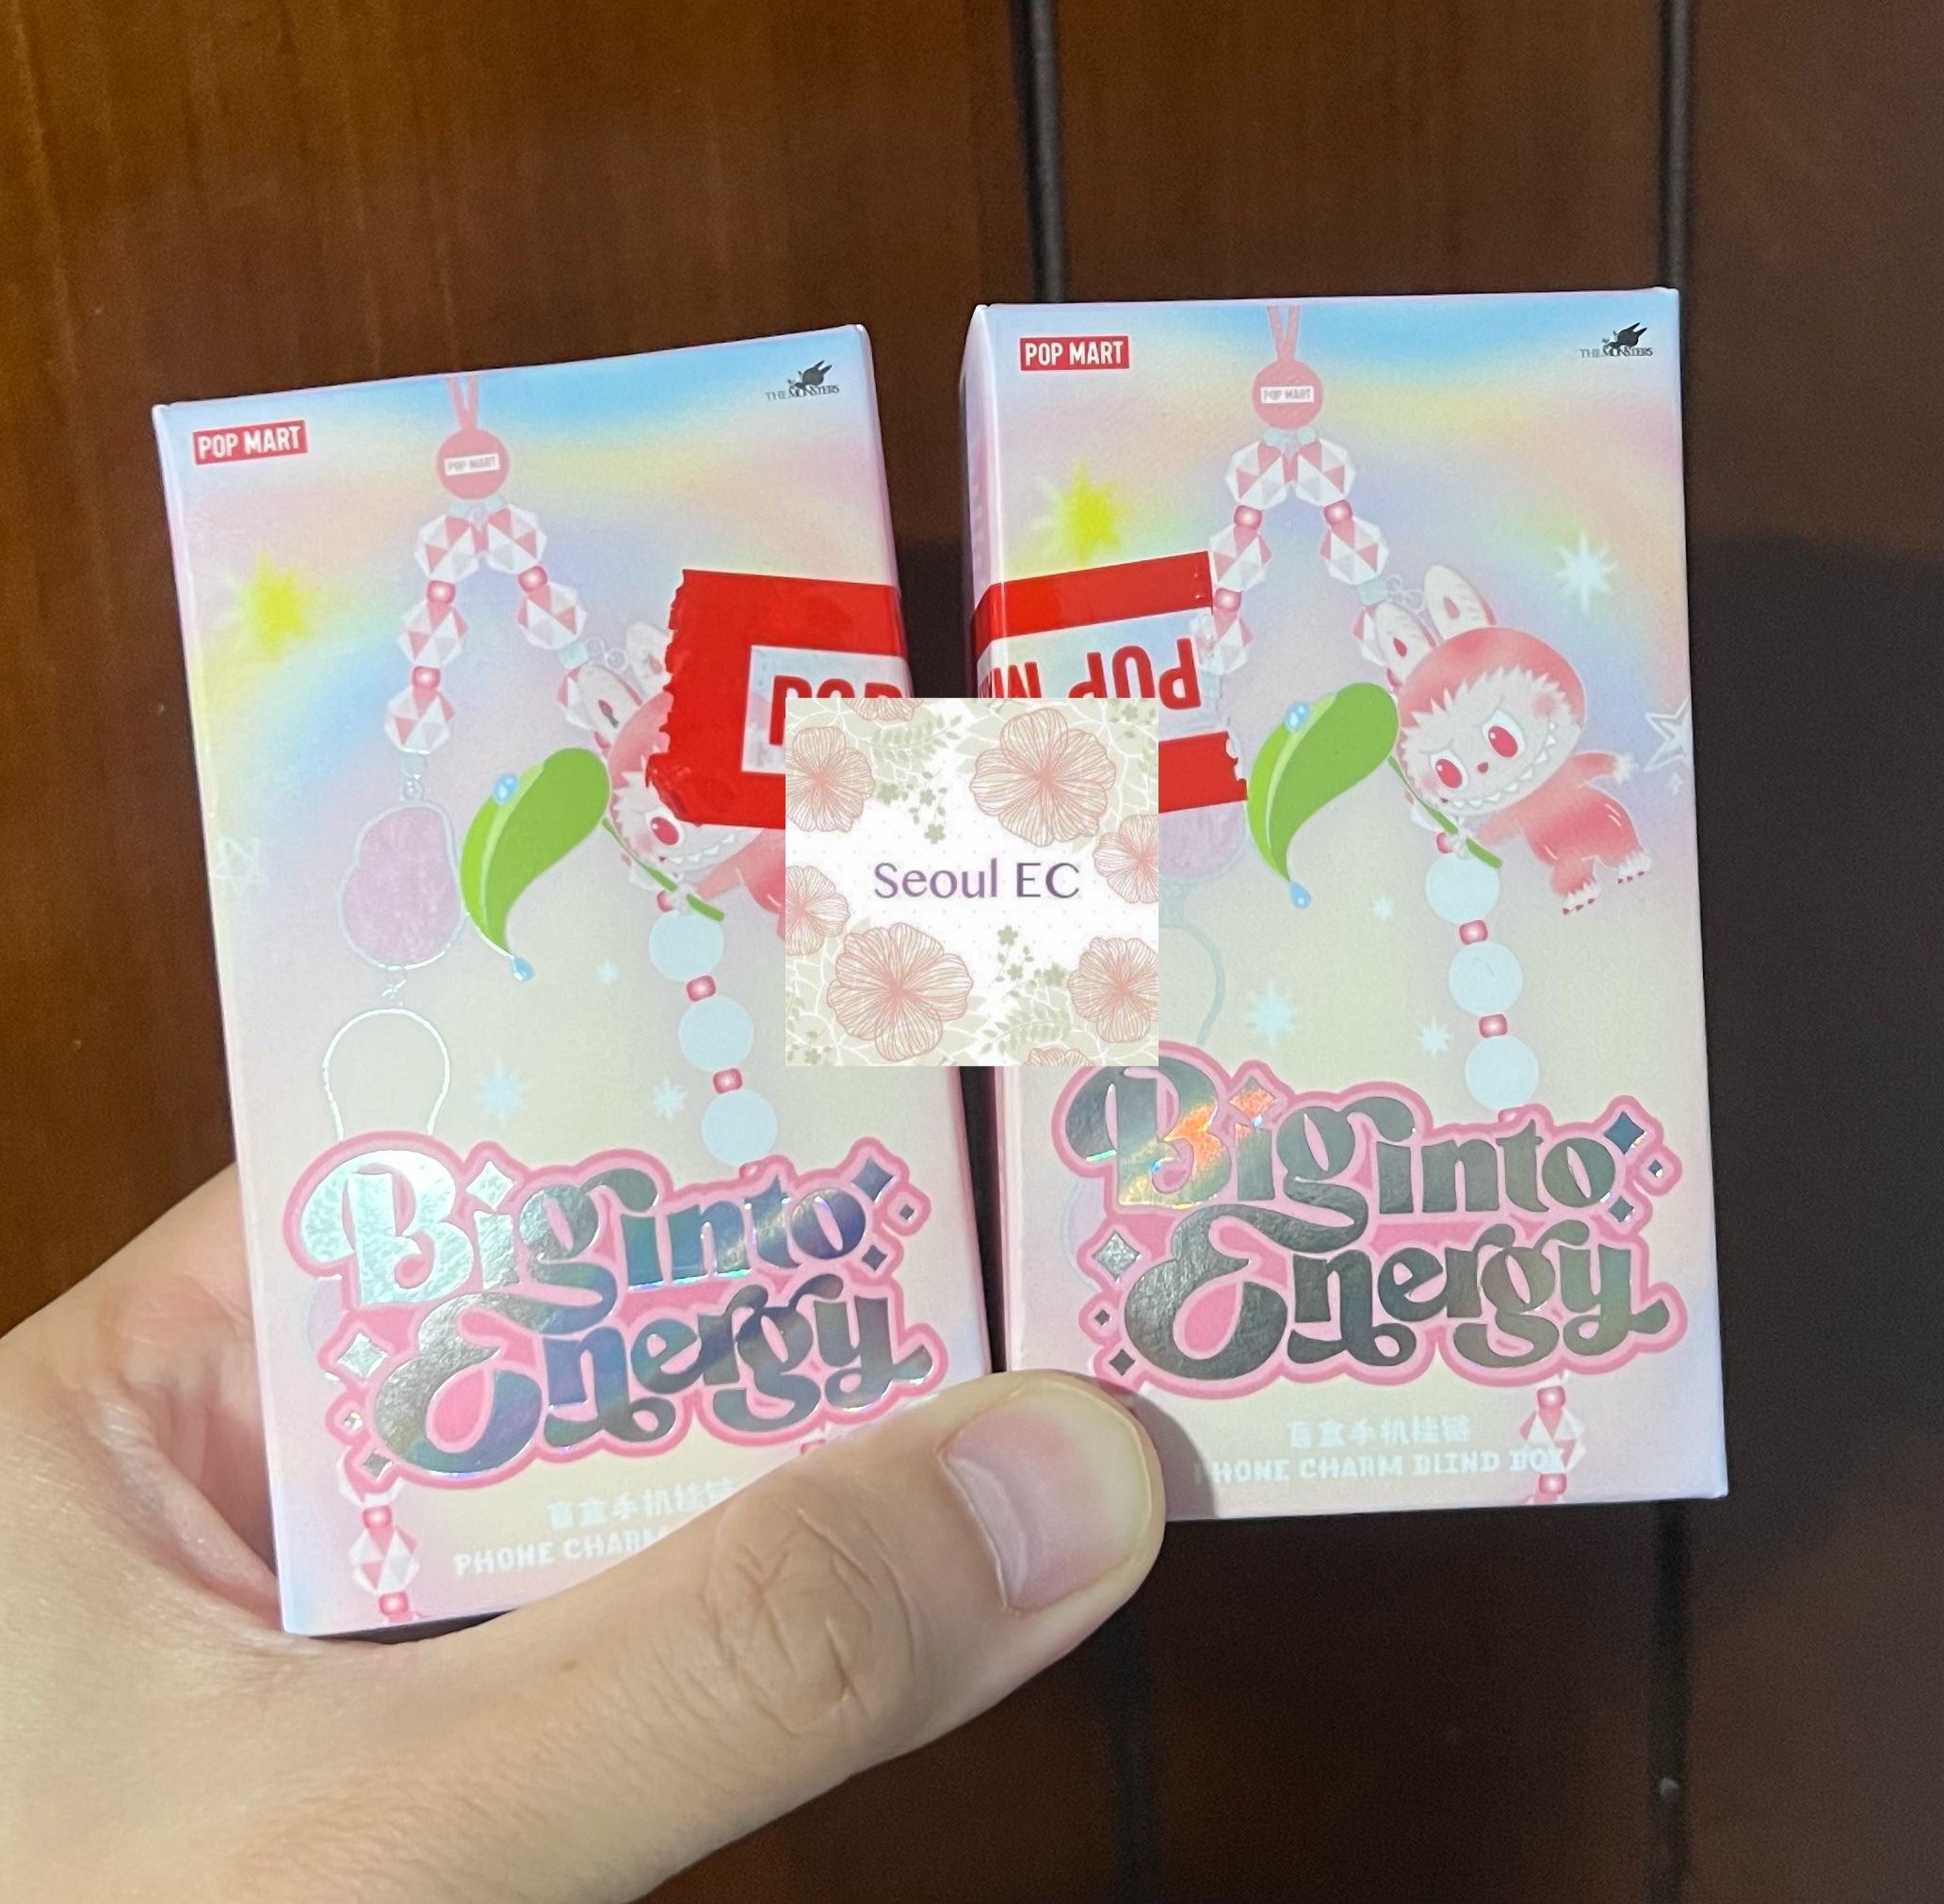 POP MART
THE MONSTERS
POP MART
POP
Big into
Energy
盲盒手机挂链
PHONE CHARM
POP MART
THE MONSTERS
POP MART
POP M
Big into
Energy
盲盒手机挂链
PHONE CHARM BLIND BOX
Seoul EC